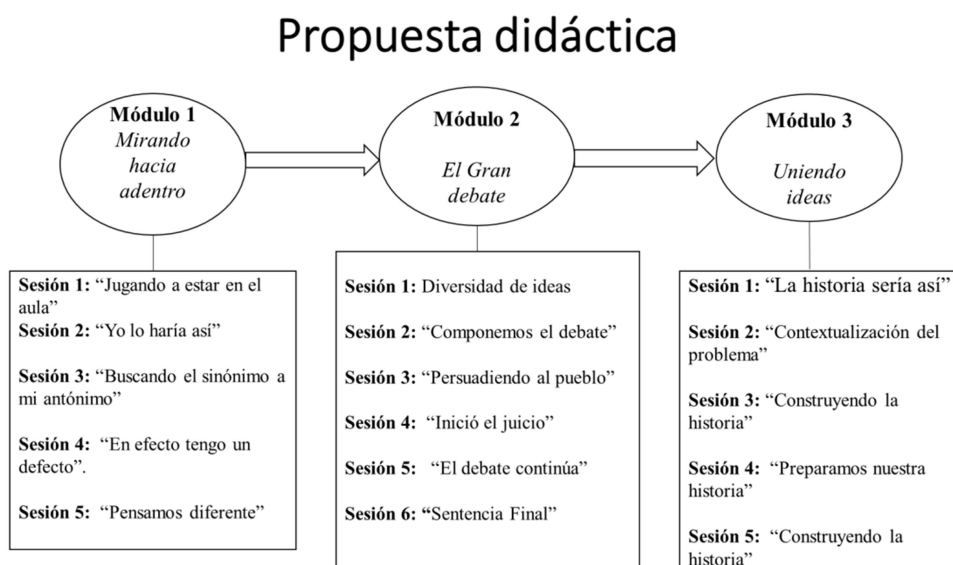 Propuesta didáctica
Módulo 1
Mirando
hacia
adentro
Módulo 2
El Gran
debate
Módulo 3
Uniendo
ideas
Sesión 1: “Jugando a estar en el
aula”
Sesión 2: “Yo lo haría así”
Sesión 3: “Buscando el sinónimo a
mi antónimo”
Sesión 4: “En efecto tengo un
defecto”.
Sesión 5: “Pensamos diferente”
Sesión 1: Diversidad de ideas
Sesión 2: “Componemos el debate”
Sesión 3: “Persuadiendo al pueblo”
Sesión 4: “Inició el juicio”
Sesión 5: “El debate continúa”
Sesión 6: “Sentencia Final”
Sesión 1: “La historia sería así”
Sesión 2: “Contextualización del
problema”
Sesión 3: “Construyendo la
historia”
Sesión 4: “Preparamos nuestra
historia”
Sesión 5: “Construyendo la
historia”